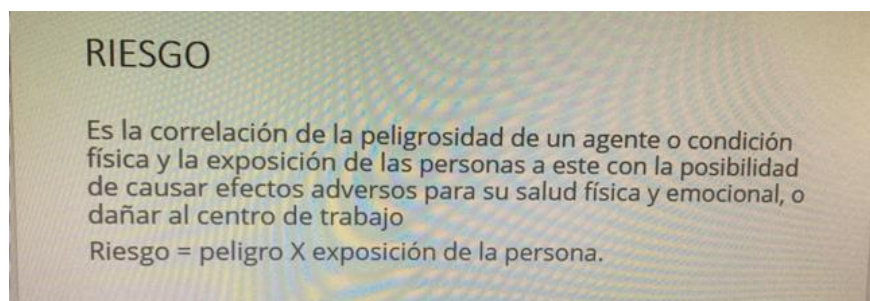 RIESGO
Es la correlación de la peligrosidad de un agente o condición
física y la exposición de las personas a este con la posibilidad
de causar efectos adversos para su salud física y emocional, o
dañar al centro de trabajo
Riesgo = peligro X exposición de la persona.